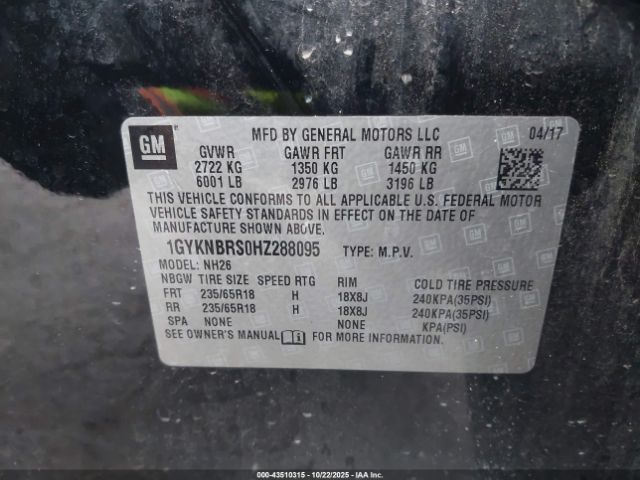 GM
MFD BY GENERAL MOTORS LLC 04/17
GVWR GAWR FRT GAWR RR
2722 KG 1350 KG 1450 KG
6001 LB 2976 LB 3196 LB
THIS VEHICLE CONFORMS TO ALL APPLICABLE U.S. FEDERAL MOTOR
VEHICLE SAFETY STANDARDS IN EFFECT ON THE DATE OF
MANUFACTURE SHOWN ABOVE.
1GYKNBRS0HZ288095 TYPE: M.P.V.
MODEL: NH26
NBGW TIRE SIZE SPEED RTG RIM COLD TIRE PRESSURE
FRT 235/65R18 H 18X8J 240KPA(35PSI)
RR 235/65R18 H 18X8J 240KPA(35PSI)
SPA NONE NONE KPA(PSI)
SEE OWNER'S MANUAL FOR MORE INFORMATION.
000-43510315 - 10/22/2025 - IAAI.com